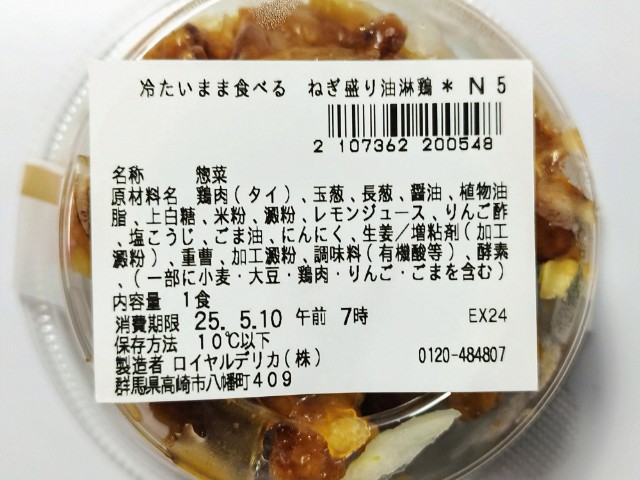 冷たいまま食べる ねぎ盛り油淋鶏＊ N 5
2 107362 200548
名称 惣菜
原材料名 鶏肉(タイ)､玉葱､長葱､醤油､植物油
脂､上白糖､米粉､澱粉､レモンジュース､りんご酢
､塩こうじ､ごま油､にんにく､生姜／増粘剤(加工
澱粉)､重曹､加工澱粉､調味料(有機酸等)､酵素
､(一部に小麦・大豆・鶏肉・りんご・ごまを含む)
内容量 1食
消費期限 25. 5.10 午前 7時 EX24
保存方法 10℃以下
製造者 ロイヤルデリカ(株) 0120-484807
群馬県高崎市八幡町409